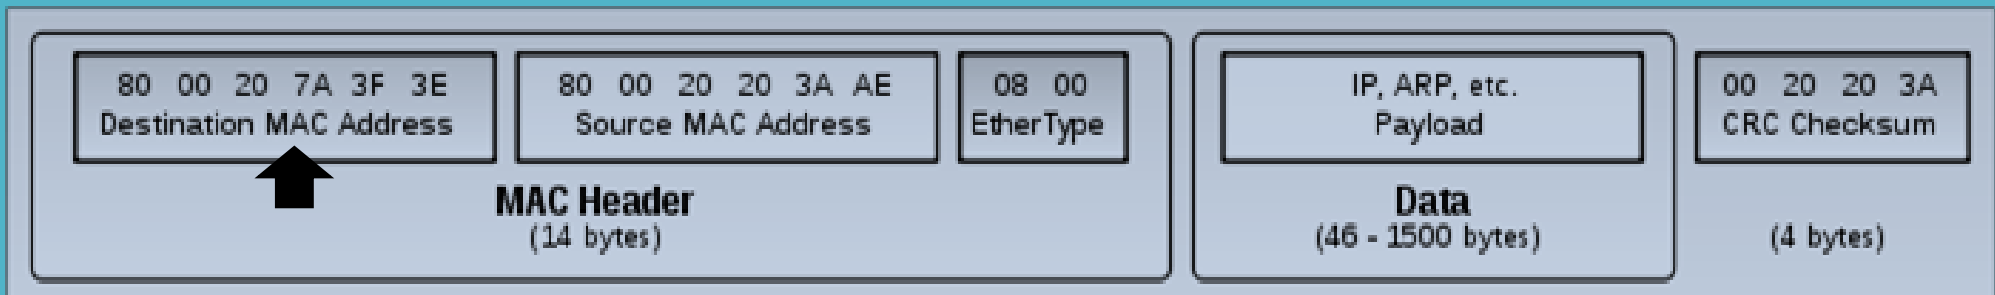 80 00 20 7A 3F 3E
Destination MAC Address
80 00 20 20 3A AE
Source MAC Address
08 00
EtherType
MAC Header
(14 bytes)
IP, ARP, etc.
Payload
Data
(46 - 1500 bytes)
00 20 20 3A
CRC Checksum
(4 bytes)